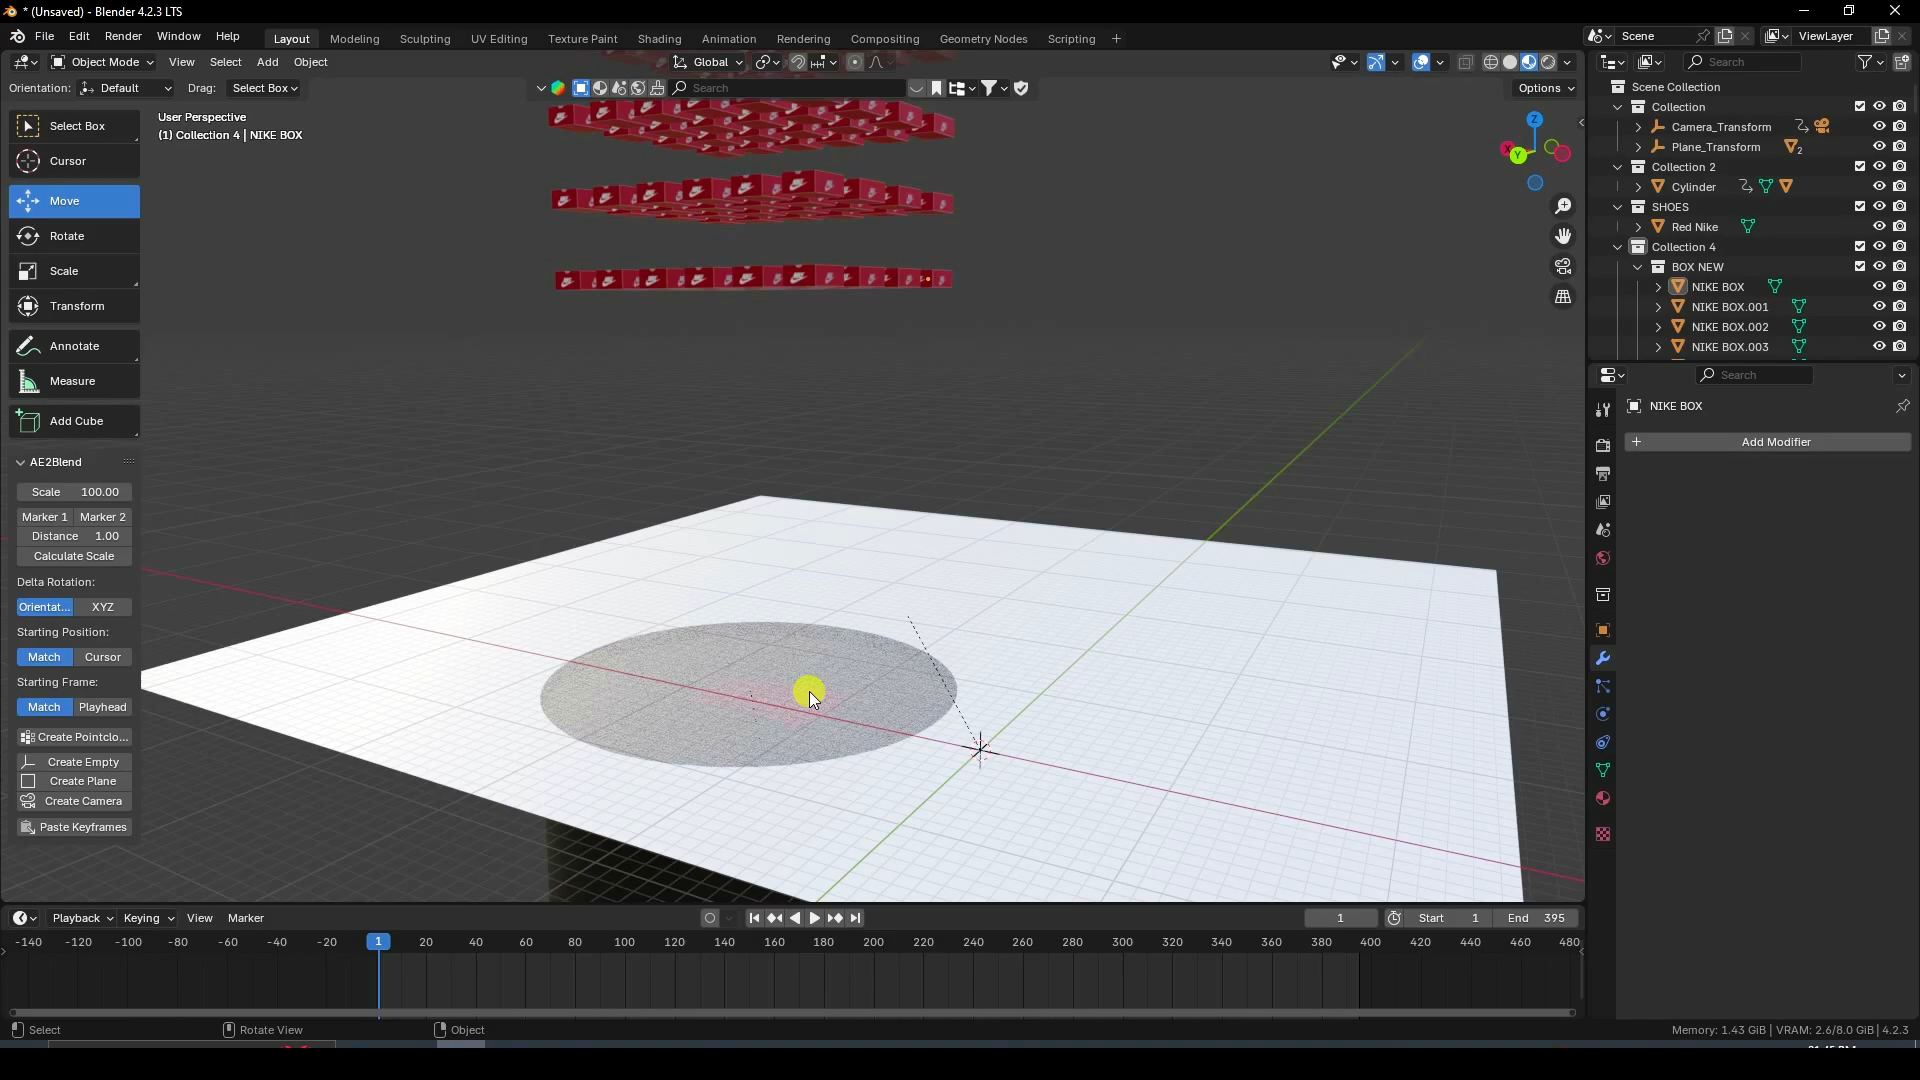 * (Unsaved) - Blender 4.2.3 LTS
File Edit Render Window Help
Layout Modeling Sculpting UV Editing Texture Paint Shading Animation Rendering Compositing Geometry Nodes Scripting +
Scene
ViewLayer
Object Mode View Select Add Object
Global
Search
Orientation: Default Drag: Select Box
Search
Options
User Perspective
(1) Collection 4 | NIKE BOX
Select Box
Cursor
Move
Rotate
Scale
Transform
Annotate
Measure
Add Cube
AE2Blend
Scale 100.00
Marker 1 Marker 2
Distance 1.00
Calculate Scale
Delta Rotation:
Orientat... XYZ
Starting Position:
Match Cursor
Starting Frame:
Match Playhead
Create Pointclo...
Create Empty
Create Plane
Create Camera
Paste Keyframes
Z
X
Y
Scene Collection
Collection
Camera_Transform
Plane_Transform 2
Collection 2
Cylinder
SHOES
Red Nike
Collection 4
BOX NEW
NIKE BOX
NIKE BOX.001
NIKE BOX.002
NIKE BOX.003
Search
NIKE BOX
+ Add Modifier
Playback Keying View Marker
1 Start 1 End 395
-140 -120 -100 -80 -60 -40 -20 1 20 40 60 80 100 120 140 160 180 200 220 240 260 280 300 320 340 360 380 400 420 440 460 480
Select Rotate View Object
Memory: 1.43 GiB | VRAM: 2.6/8.0 GiB | 4.2.3